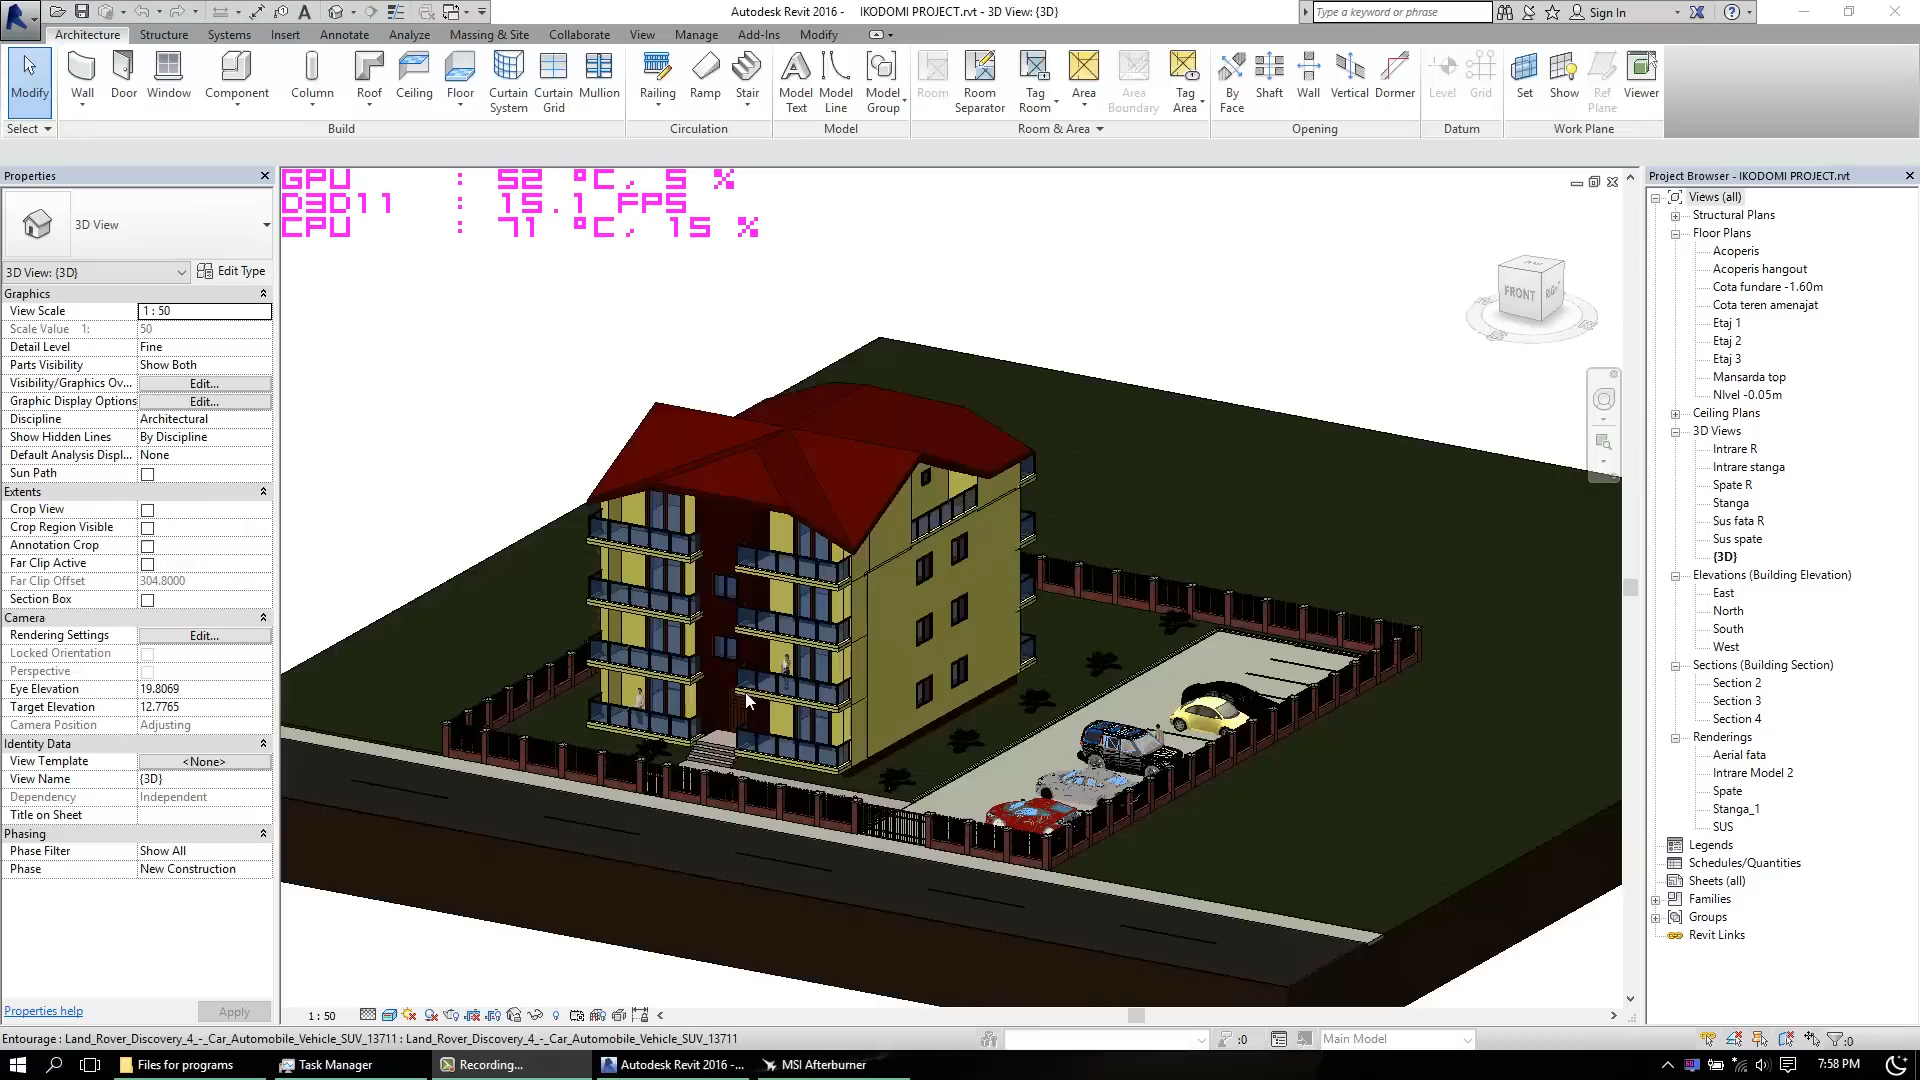 Autodesk Revit 2016 - IKODOMI PROJECT.rvt - 3D View: {3D}
Type a keyword or phrase
Sign In
Architecture Structure Systems Insert Annotate Analyze Massing & Site Collaborate View Manage Add-Ins Modify
Modify Wall Door Window Component Column Roof Ceiling Floor Curtain System Curtain Grid Mullion Railing Ramp Stair Model Text Model Line Model Group Room Room Separator Tag Room Area Area Boundary Tag Area By Face Shaft Wall Vertical Dormer Level Grid Set Show Ref Plane Viewer
Select Build Circulation Model Room & Area Opening Datum Work Plane
Properties
3D View
3D View: {3D} Edit Type
Graphics
View Scale 1 : 50
Scale Value 1: 50
Detail Level Fine
Parts Visibility Show Both
Visibility/Graphics Ov... Edit...
Graphic Display Options Edit...
Discipline Architectural
Show Hidden Lines By Discipline
Default Analysis Displ... None
Sun Path
Extents
Crop View
Crop Region Visible
Annotation Crop
Far Clip Active
Far Clip Offset 304.8000
Section Box
Camera
Rendering Settings Edit...
Locked Orientation
Perspective
Eye Elevation 19.8069
Target Elevation 12.7765
Camera Position Adjusting
Identity Data
View Template <None>
View Name {3D}
Dependency Independent
Title on Sheet
Phasing
Phase Filter Show All
Phase New Construction
Properties help Apply
GPU : 52 °C, 5 %
D3D11 : 15.1 FPS
CPU : 71 °C, 15 %
FRONT
1 : 50
Project Browser - IKODOMI PROJECT.rvt
Views (all)
Structural Plans
Floor Plans
Acoperis
Acoperis hangout
Cota fundare -1.60m
Cota teren amenajat
Etaj 1
Etaj 2
Etaj 3
Mansarda top
NIvel -0.05m
Ceiling Plans
3D Views
Intrare R
Intrare stanga
Spate R
Stanga
Sus fata R
Sus spate
{3D}
Elevations (Building Elevation)
East
North
South
West
Sections (Building Section)
Section 2
Section 3
Section 4
Renderings
Aerial fata
Intrare Model 2
Spate
Stanga_1
SUS
Legends
Schedules/Quantities
Sheets (all)
Families
Groups
Revit Links
Entourage : Land_Rover_Discovery_4_-_Car_Automobile_Vehicle_SUV_13711 : Land_Rover_Discovery_4_-_Car_Automobile_Vehicle_SUV_13711
:0 Main Model :0
Files for programs Task Manager Recording... Autodesk Revit 2016 -... MSI Afterburner 7:58 PM